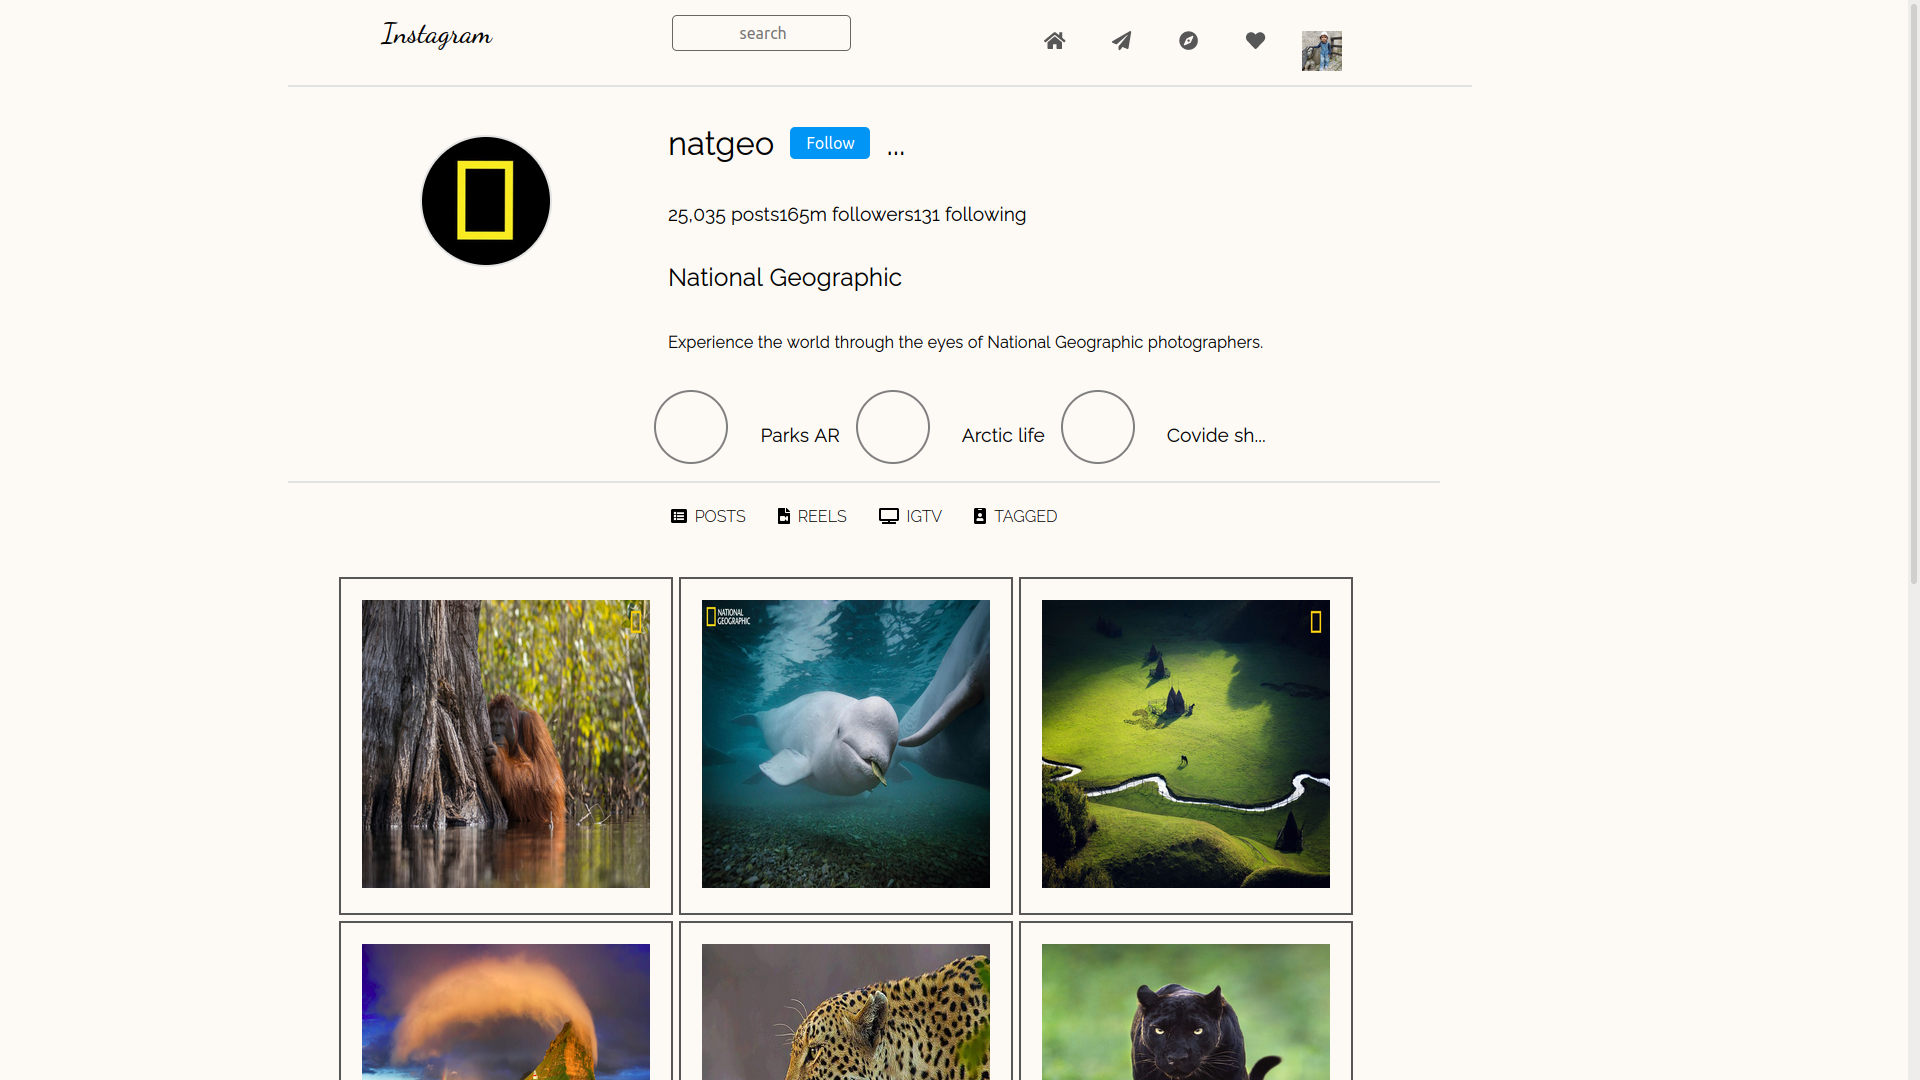 Instagram
search
natgeo Follow ...
25,035 posts165m followers131 following
National Geographic
Experience the world through the eyes of National Geographic photographers.
Parks AR Arctic life Covide sh...
POSTS REELS IGTV TAGGED
NATIONAL
GEOGRAPHIC